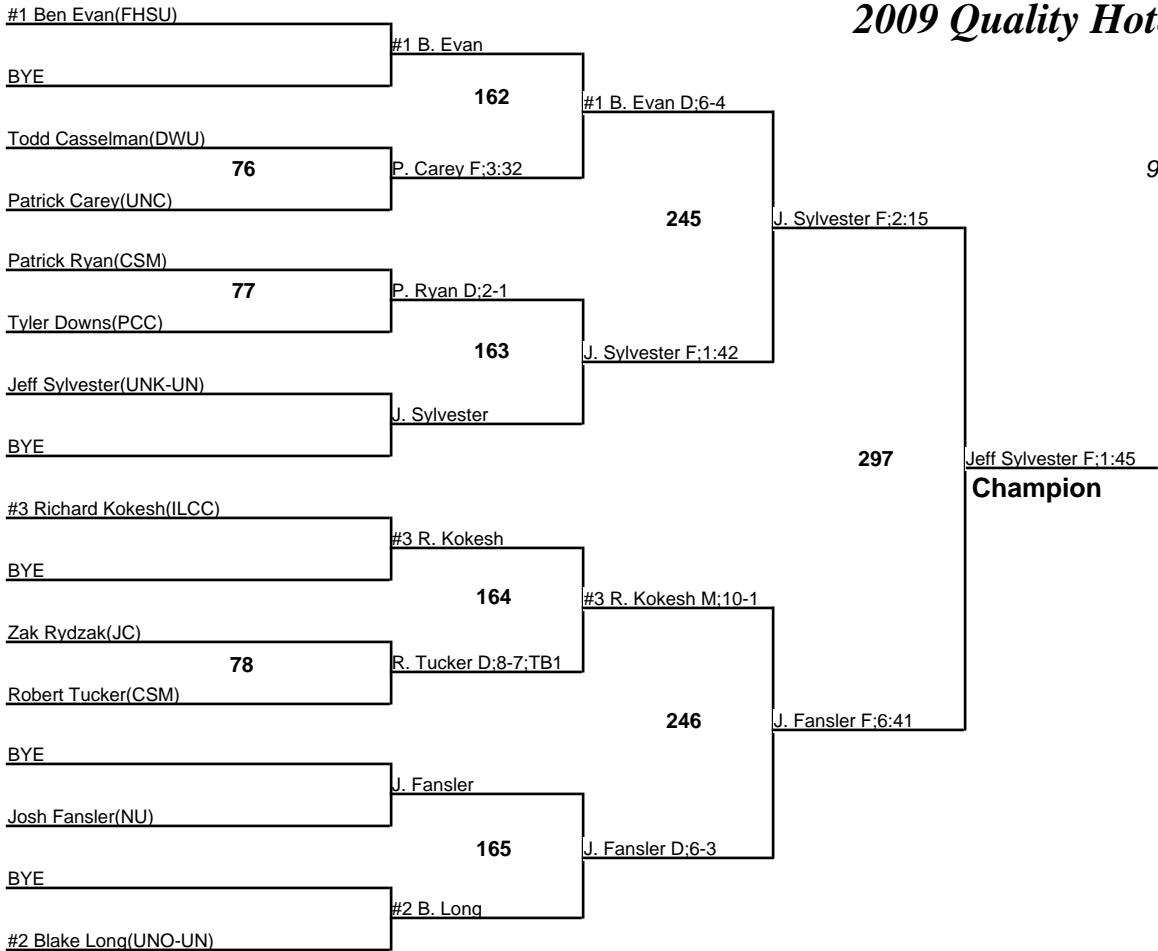 #1 Ben Evan(FHSU)
2009 Quality Hot
#1 B. Evan
BYE
162
#1 B. Evan D;6-4
Todd Casselman(DWU)
76
P. Carey F;3:32
9
Patrick Carey(UNC)
245
J. Sylvester F;2:15
Patrick Ryan(CSM)
77
P. Ryan D;2-1
Tyler Downs(PCC)
163
J. Sylvester F;1:42
Jeff Sylvester(UNK-UN)
J. Sylvester
BYE
297
Jeff Sylvester F;1:45
Champion
#3 Richard Kokesh(ILCC)
#3 R. Kokesh
BYE
164
#3 R. Kokesh M;10-1
Zak Rydzak(JC)
78
R. Tucker D;8-7;TB1
Robert Tucker(CSM)
246
J. Fansler F;6:41
BYE
J. Fansler
Josh Fansler(NU)
165
J. Fansler D;6-3
BYE
#2 B. Long
#2 Blake Long(UNO-UN)